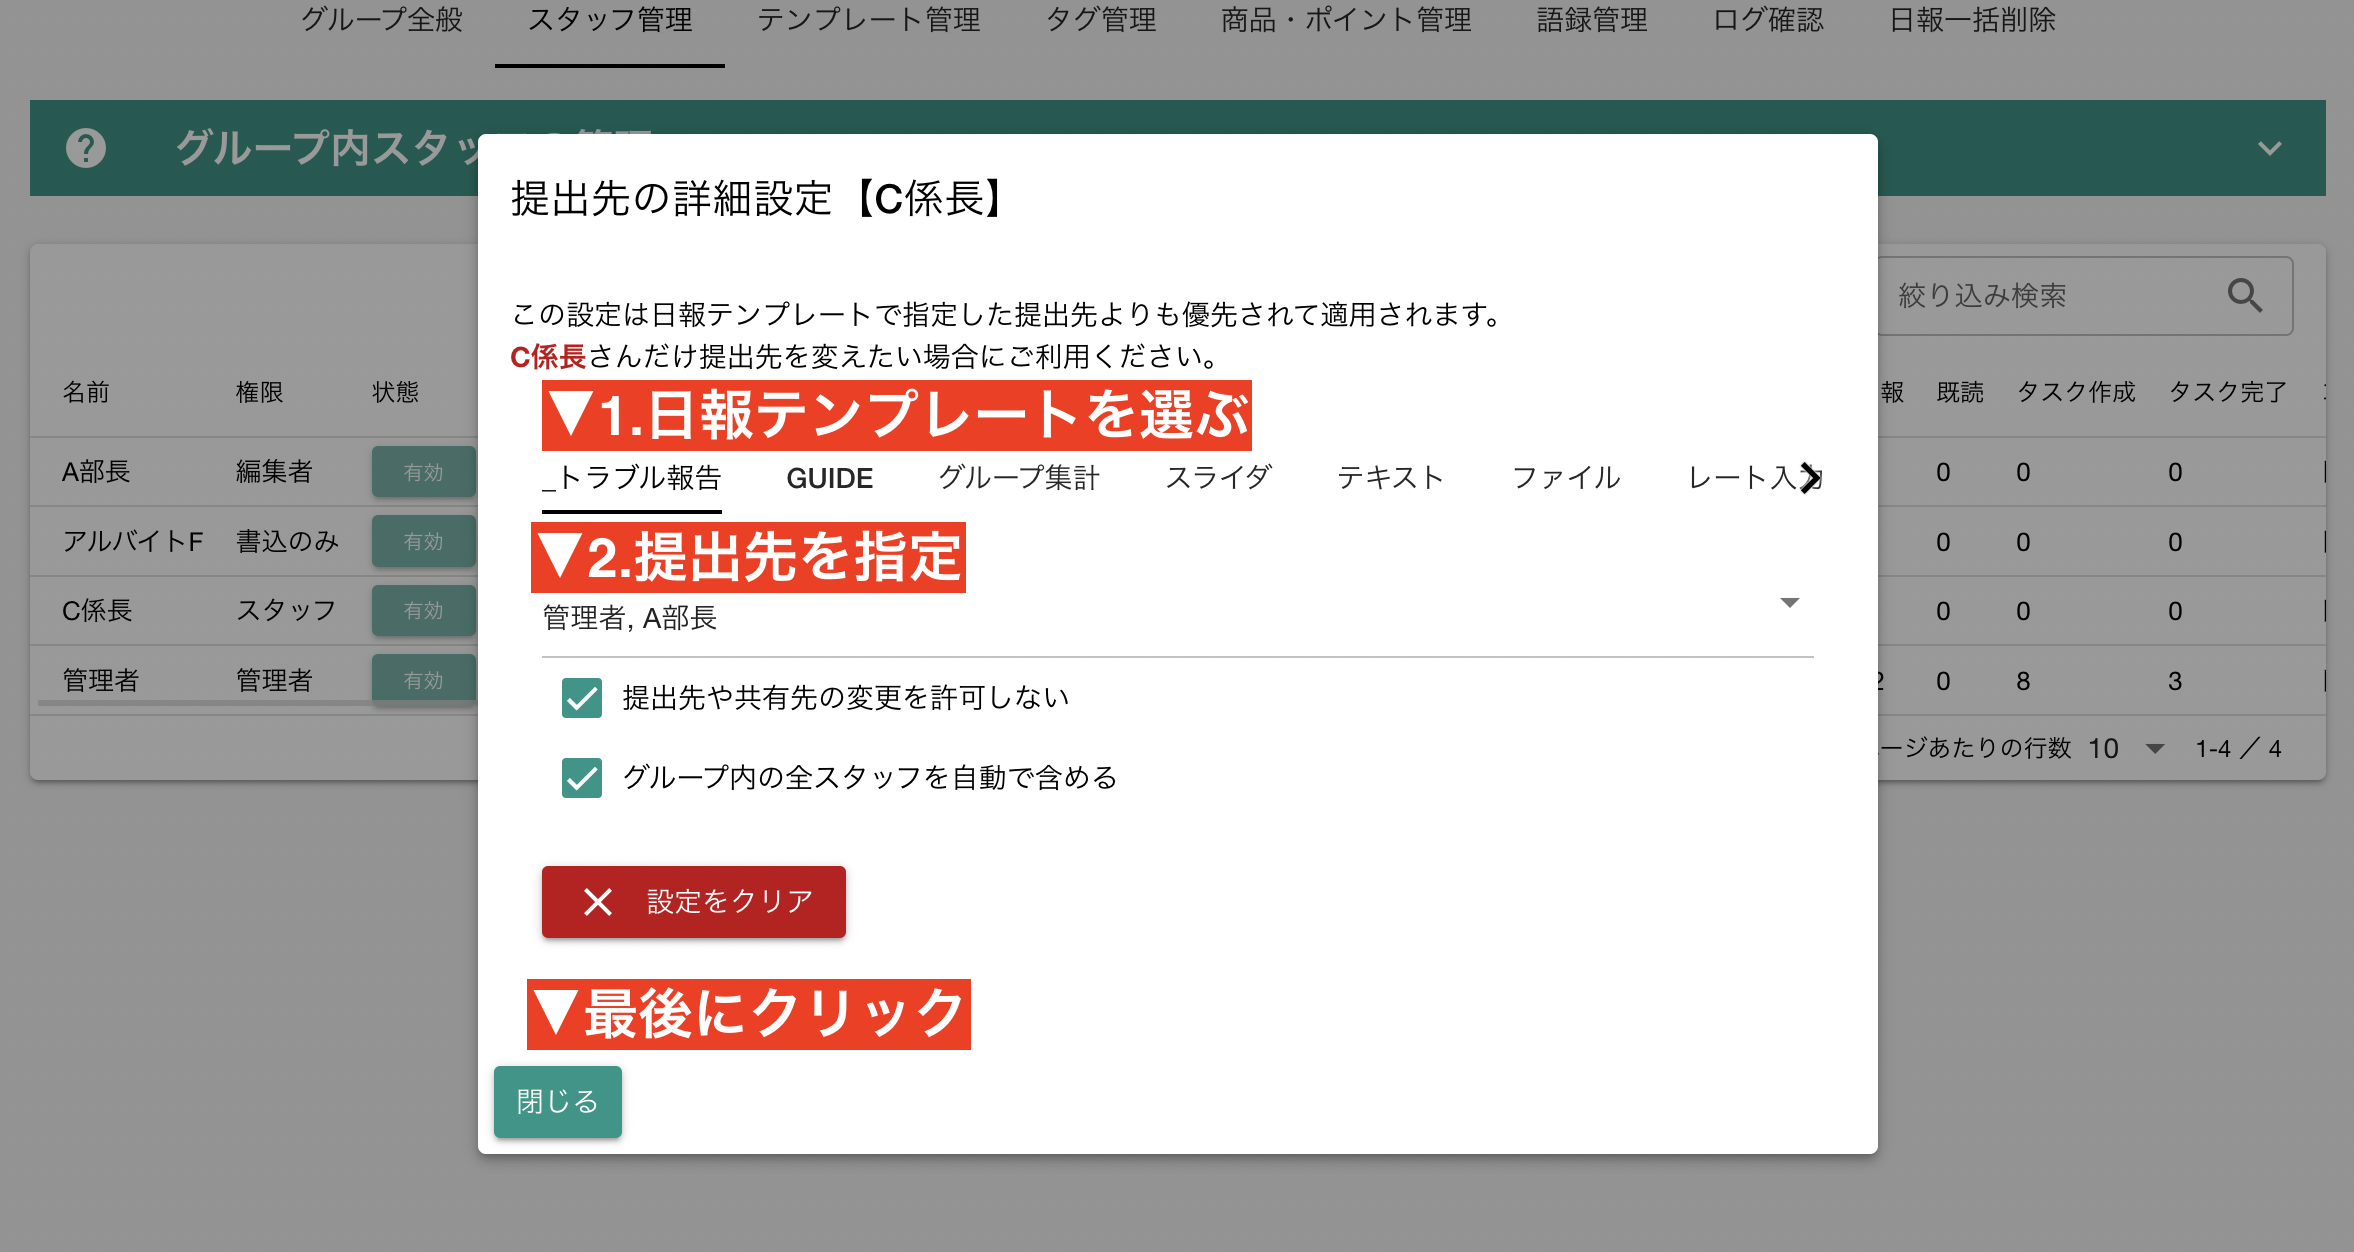 グループ全般 スタッフ管理 テンプレート管理 タグ管理 商品・ポイント管理 語録管理 ログ確認 日報一括削除
グループ内スタッ
提出先の詳細設定【C係長】
この設定は日報テンプレートで指定した提出先よりも優先されて適用されます。
C係長さんだけ提出先を変えたい場合にご利用ください。
▼1.日報テンプレートを選ぶ
_トラブル報告 GUIDE グループ集計 スライダ テキスト ファイル レート入力
▼2.提出先を指定
管理者, A部長
提出先や共有先の変更を許可しない
グループ内の全スタッフを自動で含める
設定をクリア
▼最後にクリック
閉じる
絞り込み検索
名前 権限 状態 報 既読 タスク作成 タスク完了
A部長 編集者 有効 0 0 0
アルバイトF 書込のみ 有効 0 0 0
C係長 スタッフ 有効 0 0 0
管理者 管理者 有効 2 0 8 3
ージあたりの行数 10 1-4 ／ 4